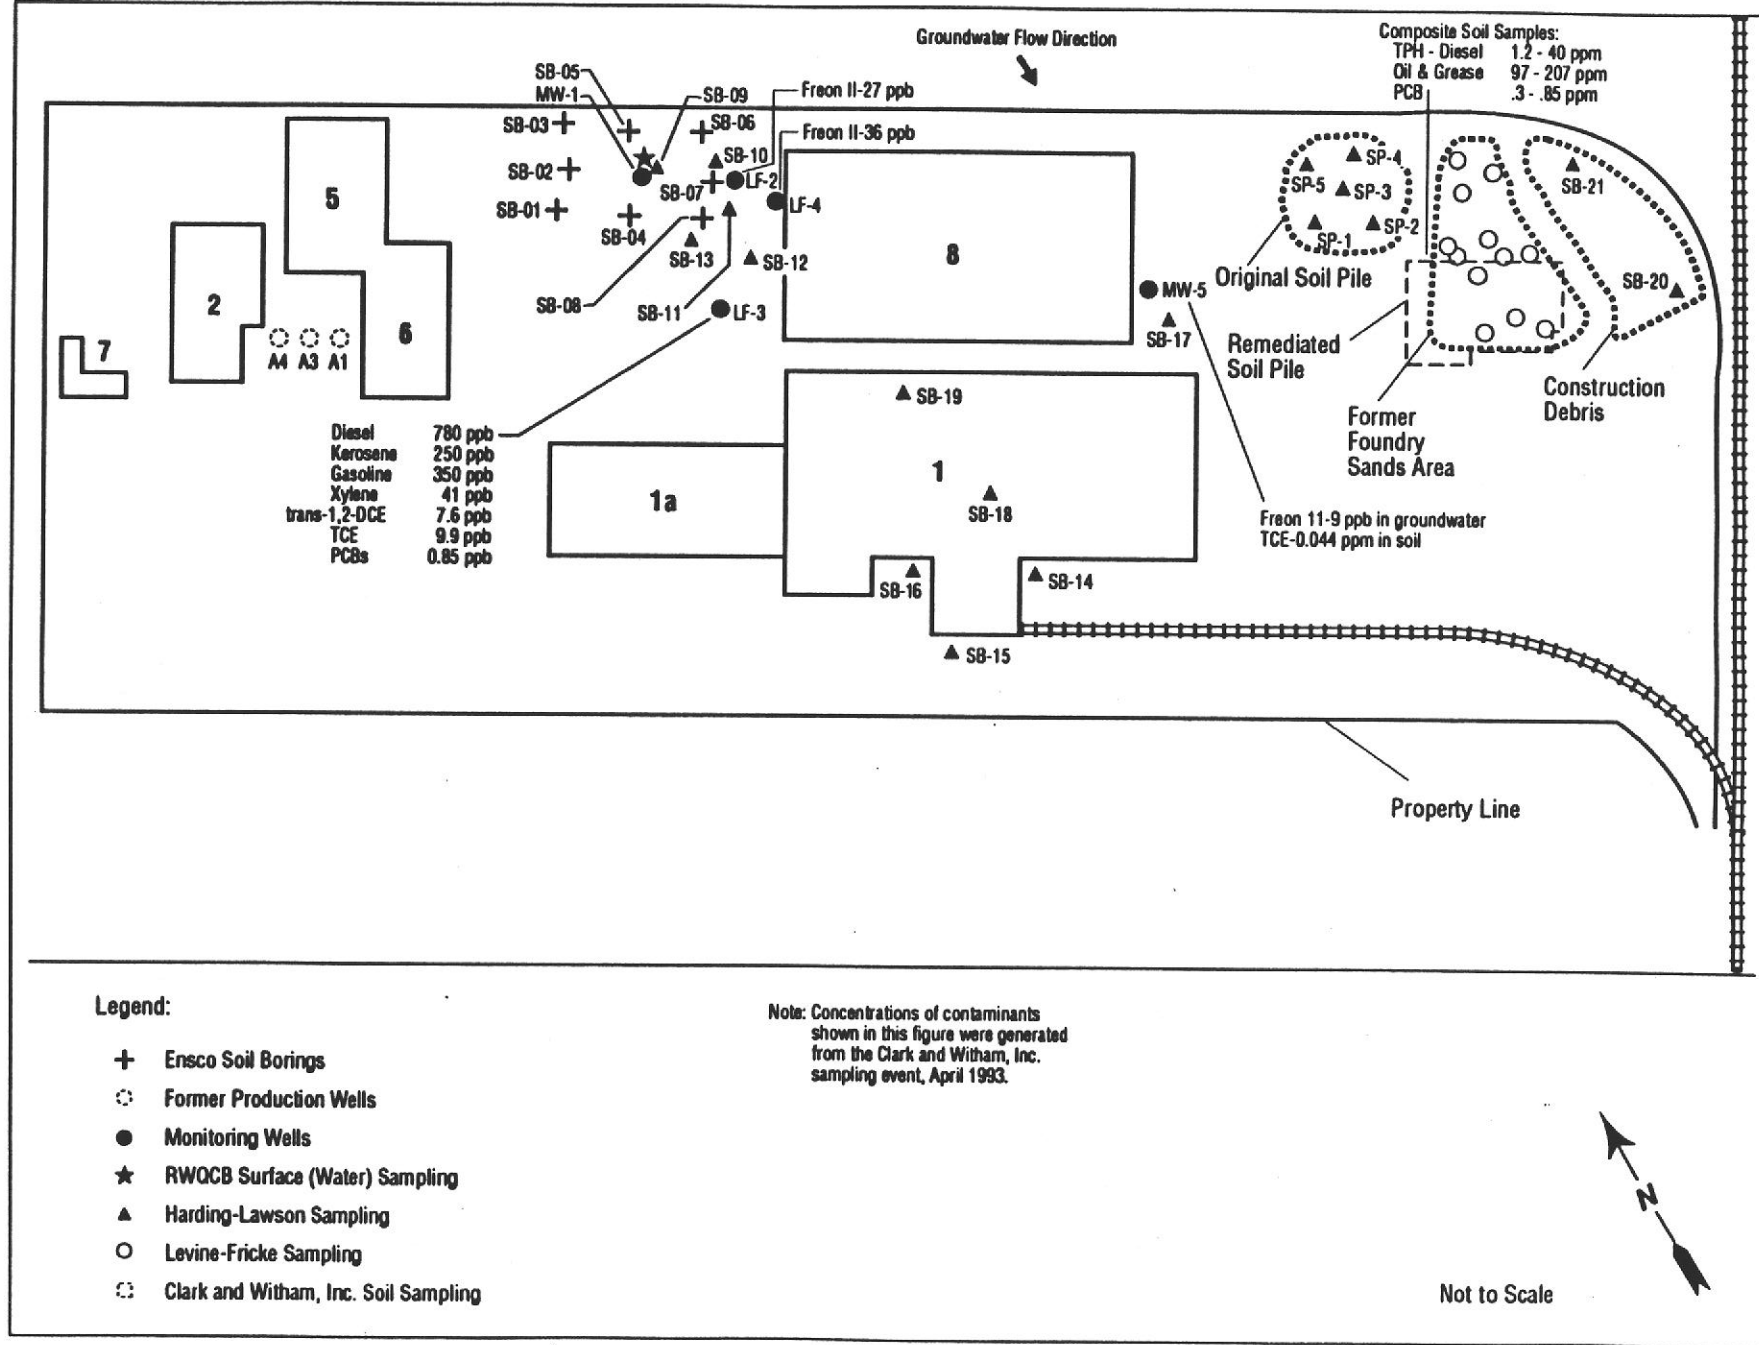 Groundwater Flow Direction
Composite Soil Samples:
TPH - Diesel 1.2 - 40 ppm
Oil & Grease 97 - 207 ppm
PCB .3 - .85 ppm
SB-05
MW-1
SB-09
Freon II-27 ppb
SB-03
SB-06
Freon II-36 ppb
SB-10
SB-02
SB-07
LF-2
SB-01
LF-4
SB-04
SB-13
SB-12
SB-08
SB-11
LF-3
5
2
6
7
A4 A3 A1
8
SP-4
SP-5
SP-3
SP-2
SP-1
SB-21
SB-20
Original Soil Pile
MW-5
SB-17
Remediated
Soil Pile
Former
Foundry
Sands Area
Construction
Debris
Diesel 780 ppb
Kerosene 250 ppb
Gasoline 350 ppb
Xylene 41 ppb
trans-1,2-DCE 7.6 ppb
TCE 9.9 ppb
PCBs 0.85 ppb
SB-19
1
1a
SB-18
Freon 11-9 ppb in groundwater
TCE-0.044 ppm in soil
SB-16
SB-14
SB-15
Property Line
Legend:
Ensco Soil Borings
Former Production Wells
Monitoring Wells
RWQCB Surface (Water) Sampling
Harding-Lawson Sampling
Levine-Fricke Sampling
Clark and Witham, Inc. Soil Sampling
Note: Concentrations of contaminants
shown in this figure were generated
from the Clark and Witham, Inc.
sampling event, April 1993.
N
Not to Scale